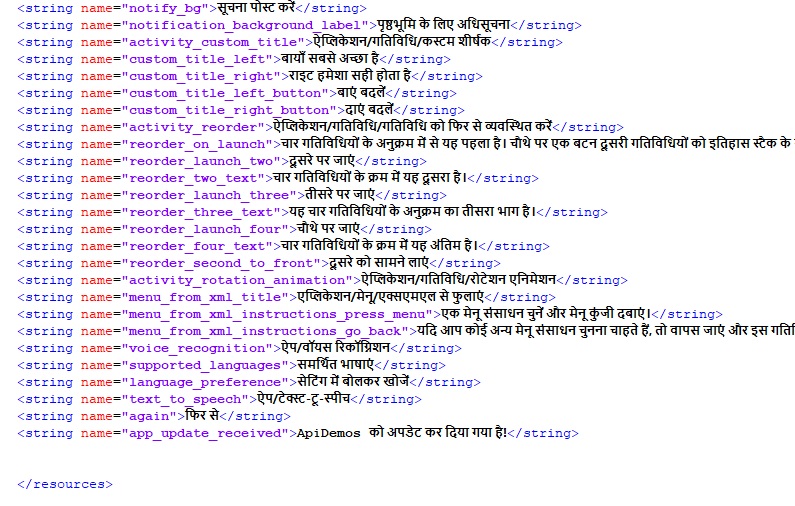 <string name="notify_bg">सूचना पोस्ट करें</string>
<string name="notification_background_label">पृष्ठभूमि के लिए अधिसूचना</string>
<string name="activity_custom_title">ऐप्लिकेशन/गतिविधि/कस्टम शीर्षक</string>
<string name="custom_title_left">बायाँ सबसे अच्छा है</string>
<string name="custom_title_right">राइट हमेशा सही होता है</string>
<string name="custom_title_left_button">बाएं बदलें</string>
<string name="custom_title_right_button">दाएं बदलें</string>
<string name="activity_reorder">ऐप्लिकेशन/गतिविधि/गतिविधि को फिर से व्यवस्थित करें</string>
<string name="reorder_on_launch">चार गतिविधियों के अनुक्रम में से यह पहला है। चौथे पर एक बटन दूसरी गतिविधियों को इतिहास स्टैक के
<string name="reorder_launch_two">दूसरे पर जाएं</string>
<string name="reorder_two_text">चार गतिविधियों के क्रम में यह दूसरा है।</string>
<string name="reorder_launch_three">तीसरे पर जाएं</string>
<string name="reorder_three_text">यह चार गतिविधियों के अनुक्रम का तीसरा भाग है।</string>
<string name="reorder_launch_four">चौथे पर जाएं</string>
<string name="reorder_four_text">चार गतिविधियों के क्रम में यह अंतिम है।</string>
<string name="reorder_second_to_front">दूसरे को सामने लाएं</string>
<string name="activity_rotation_animation">ऐप्लिकेशन/गतिविधि/रोटेशन एनिमेशन</string>
<string name="menu_from_xml_title">एप्लिकेशन/मेनू/एक्सएमएल से फुलाएं</string>
<string name="menu_from_xml_instructions_press_menu">एक मेनू संसाधन चुनें और मेनू कुंजी दबाएं।</string>
<string name="menu_from_xml_instructions_go_back">यदि आप कोई अन्य मेनू संसाधन चुनना चाहते हैं, तो वापस जाएं और इस
<string name="voice_recognition">ऐप/वॉयस रिकॉग्निशन</string>
<string name="supported_languages">समर्थित भाषाएं</string>
<string name="language_preference">सेटिंग में बोलकर खोजें</string>
<string name="text_to_speech">ऐप/टेक्स्ट-टू-स्पीच</string>
<string name="again">फिर से</string>
<string name="app_update_received">ApiDemos को अपडेट कर दिया गया है!</string>
</resources>